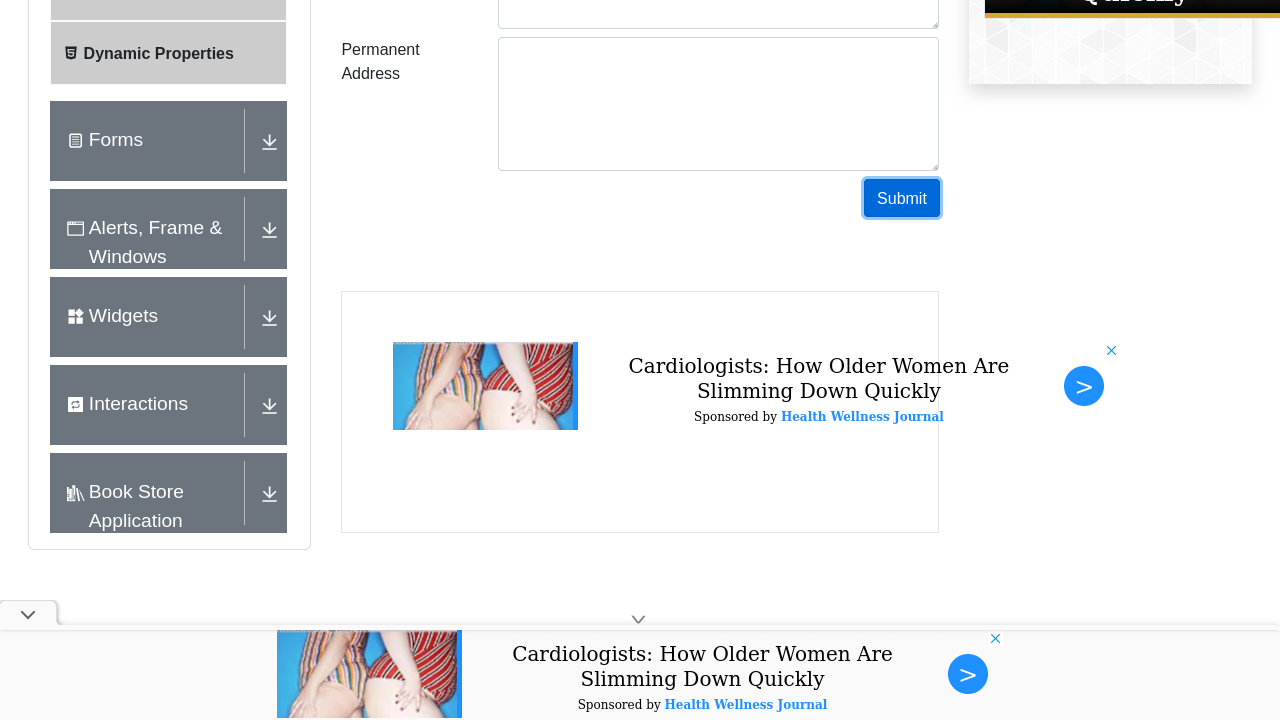 Dynamic Properties
Forms
Alerts, Frame &
Windows
Widgets
Interactions
Book Store
Application
Permanent
Address
Submit
Cardiologists: How Older Women Are
Slimming Down Quickly
Sponsored by Health Wellness Journal
>
Cardiologists: How Older Women Are
Slimming Down Quickly
Sponsored by Health Wellness Journal
>